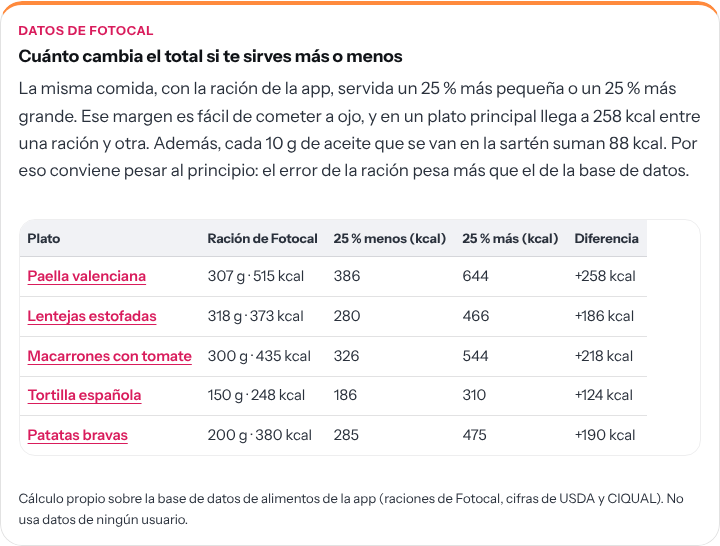 DATOS DE FOTOCAL
Cuánto cambia el total si te sirves más o menos
La misma comida, con la ración de la app, servida un 25 % más pequeña o un 25 % más
grande. Ese margen es fácil de cometer a ojo, y en un plato principal llega a 258 kcal entre
una ración y otra. Además, cada 10 g de aceite que se van en la sartén suman 88 kcal. Por
eso conviene pesar al principio: el error de la ración pesa más que el de la base de datos.
Plato Ración de Fotocal 25 % menos (kcal) 25 % más (kcal) Diferencia
Paella valenciana 307 g · 515 kcal 386 644 +258 kcal
Lentejas estofadas 318 g · 373 kcal 280 466 +186 kcal
Macarrones con tomate 300 g · 435 kcal 326 544 +218 kcal
Tortilla española 150 g · 248 kcal 186 310 +124 kcal
Patatas bravas 200 g · 380 kcal 285 475 +190 kcal
Cálculo propio sobre la base de datos de alimentos de la app (raciones de Fotocal, cifras de USDA y CIQUAL). No
usa datos de ningún usuario.